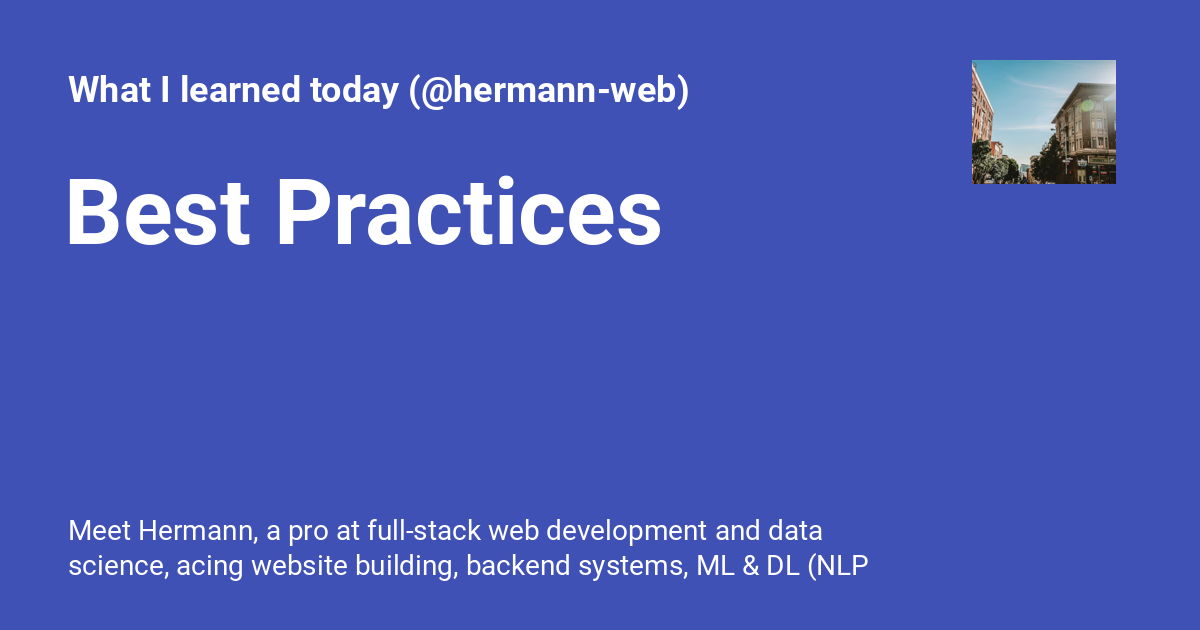 What I learned today (@hermann-web)
Best Practices
Meet Hermann, a pro at full-stack web development and data
science, acing website building, backend systems, ML & DL (NLP